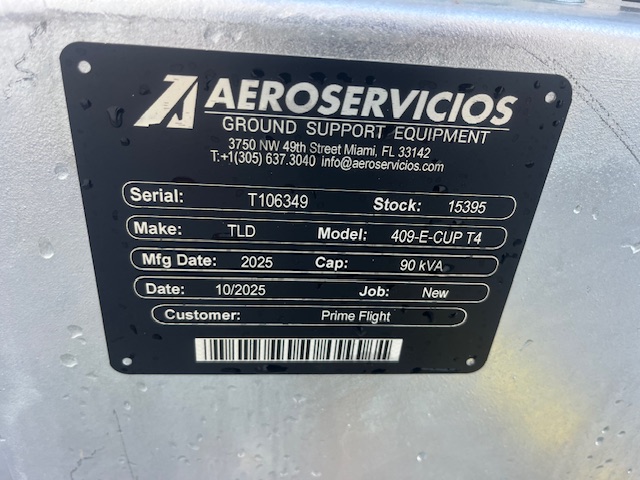 AEROSERVICIOS
GROUND SUPPORT EQUIPMENT
3750 NW 49th Street Miami, FL 33142
T:+1(305) 637.3040 info@aeroservicios.com
Serial: T106349 Stock: 15395
Make: TLD Model: 409-E-CUP T4
Mfg Date: 2025 Cap: 90 kVA
Date: 10/2025 Job: New
Customer: Prime Flight